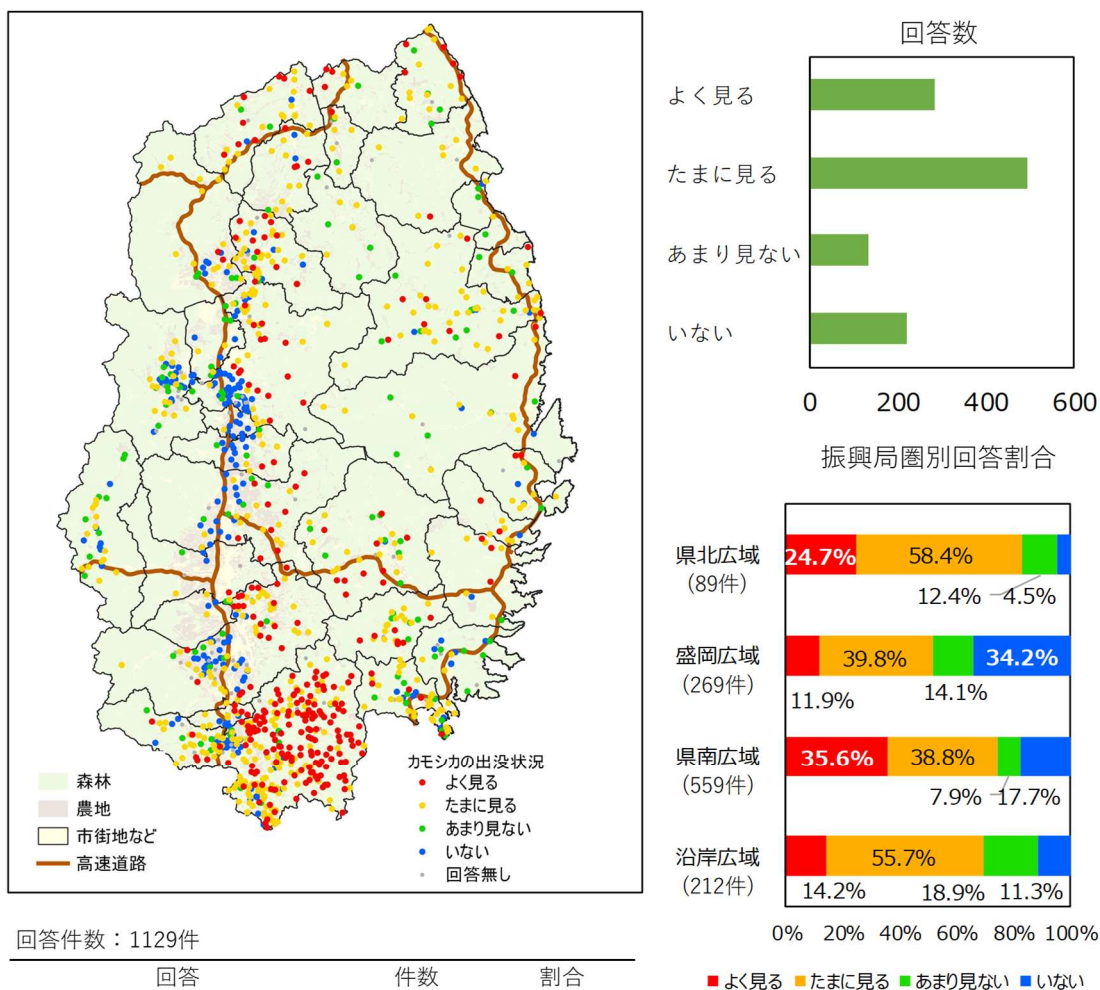 森林
農地
市街地など
高速道路
カモシカの出没状況
よく見る
たまに見る
あまり見ない
いない
回答無し
回答数
よく見る
たまに見る
あまり見ない
いない
0 200 400 600
振興局圏別回答割合
県北広域
(89件)
24.7% 58.4%
12.4% 4.5%
盛岡広域
(269件)
39.8% 34.2%
11.9% 14.1%
県南広域
(559件)
35.6% 38.8%
7.9% 17.7%
沿岸広域
(212件)
55.7%
14.2% 18.9% 11.3%
0% 20% 40% 60% 80% 100%
よく見る たまに見る あまり見ない いない
回答件数：1129件
回答 件数 割合